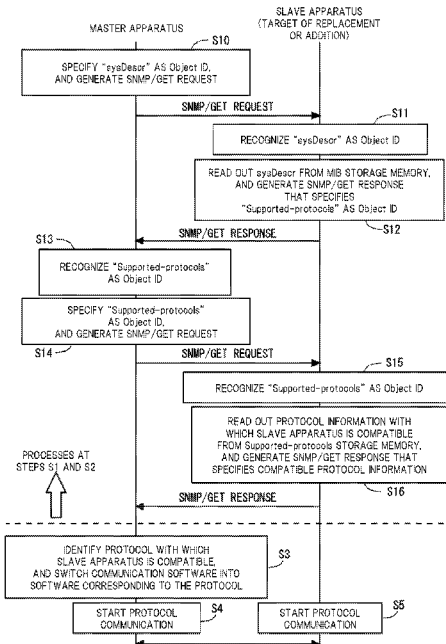 MASTER APPARATUS
SLAVE APPARATUS
(TARGET OF REPLACEMENT
OR ADDITION)
S10
SPECIFY "sysDescr" AS Object ID,
AND GENERATE SNMP/GET REQUEST
SNMP/GET REQUEST
S11
RECOGNIZE "sysDescr" AS Object ID
READ OUT sysDescr FROM MIB STORAGE MEMORY,
AND GENERATE SNMP/GET RESPONSE
THAT SPECIFIES
"Supported-protocols" AS Object ID
S12
SNMP/GET RESPONSE
S13
RECOGNIZE "Supported-protocols"
AS Object ID
SPECIFY "Supported-protocols"
AS Object ID,
AND GENERATE SNMP/GET REQUEST
S14
SNMP/GET REQUEST
S15
RECOGNIZE "Supported-protocols" AS Object ID
READ OUT PROTOCOL INFORMATION WITH
WHICH SLAVE APPARATUS IS COMPATIBLE
FROM Supported-protocols STORAGE MEMORY,
AND GENERATE SNMP/GET RESPONSE THAT
SPECIFIES COMPATIBLE PROTOCOL INFORMATION
S16
PROCESSES AT
STEPS S1 AND S2
SNMP/GET RESPONSE
IDENTIFY PROTOCOL WITH WHICH
SLAVE APPARATUS IS COMPATIBLE,
AND SWITCH COMMUNICATION SOFTWARE INTO
SOFTWARE CORRESPONDING TO THE PROTOCOL
S3
START PROTOCOL
COMMUNICATION
S4
START PROTOCOL
COMMUNICATION
S5